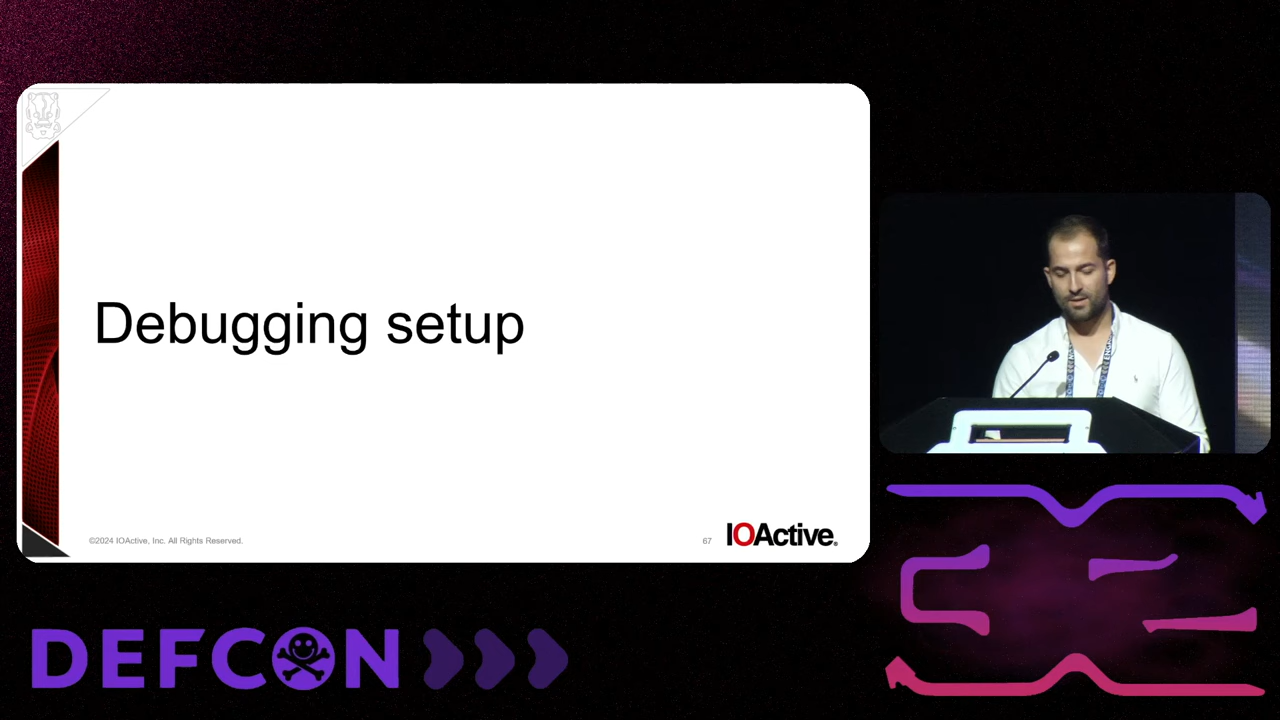 Debugging setup
©2024 IOActive, Inc. All Rights Reserved.
67
IOActive.
DEFCON